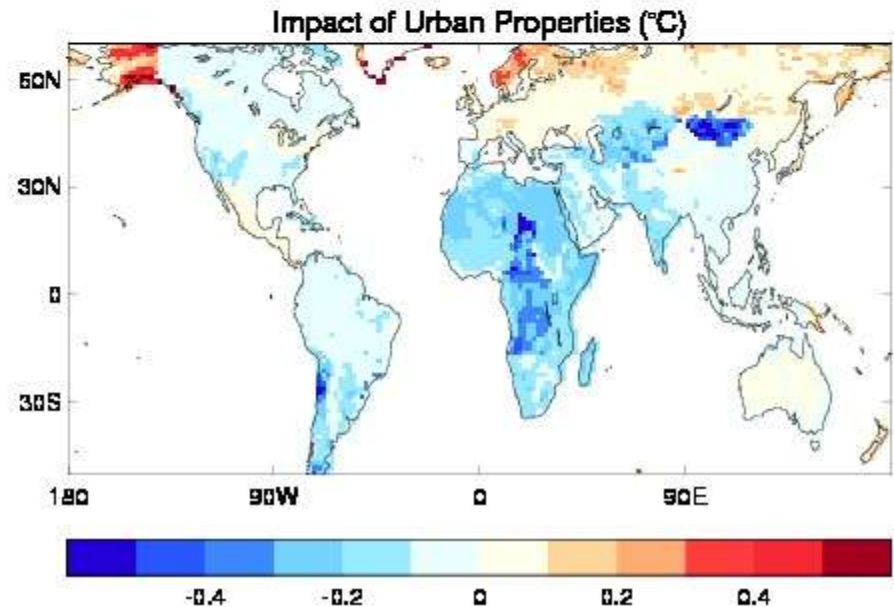 Impact of Urban Properties (°C)
60N
30N
0
30S
180
90W
0
90E
-0.4
-0.2
0
0.2
0.4